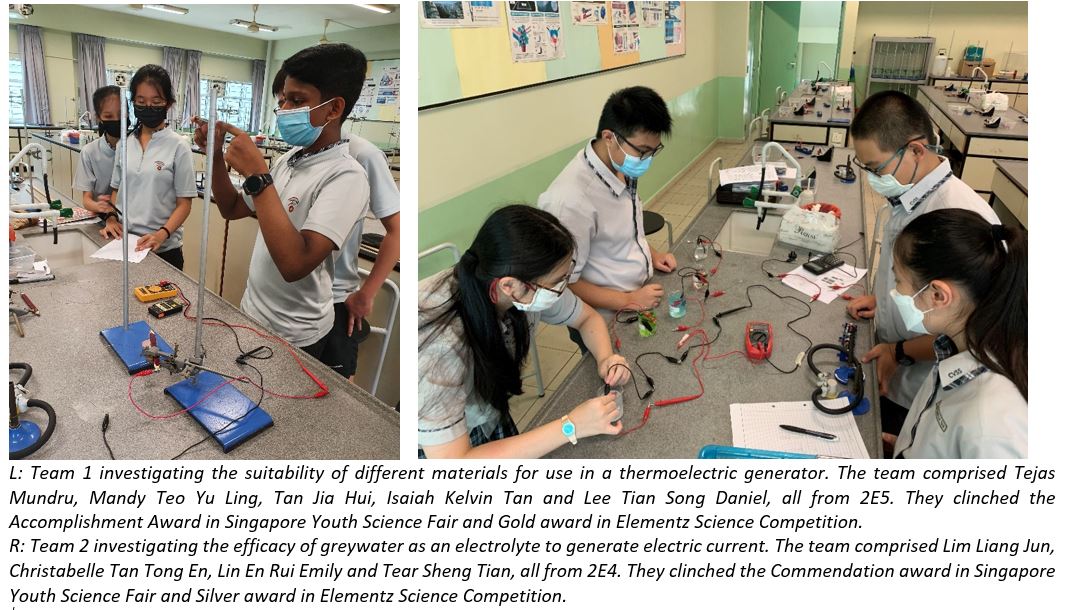 CVSS
CVSS
L: Team 1 investigating the suitability of different materials for use in a thermoelectric generator. The team comprised Tejas
Mundru, Mandy Teo Yu Ling, Tan Jia Hui, Isaiah Kelvin Tan and Lee Tian Song Daniel, all from 2E5. They clinched the
Accomplishment Award in Singapore Youth Science Fair and Gold award in Elementz Science Competition.
R: Team 2 investigating the efficacy of greywater as an electrolyte to generate electric current. The team comprised Lim Liang Jun,
Christabelle Tan Tong En, Lin En Rui Emily and Tear Sheng Tian, all from 2E4. They clinched the Commendation award in Singapore
Youth Science Fair and Silver award in Elementz Science Competition.